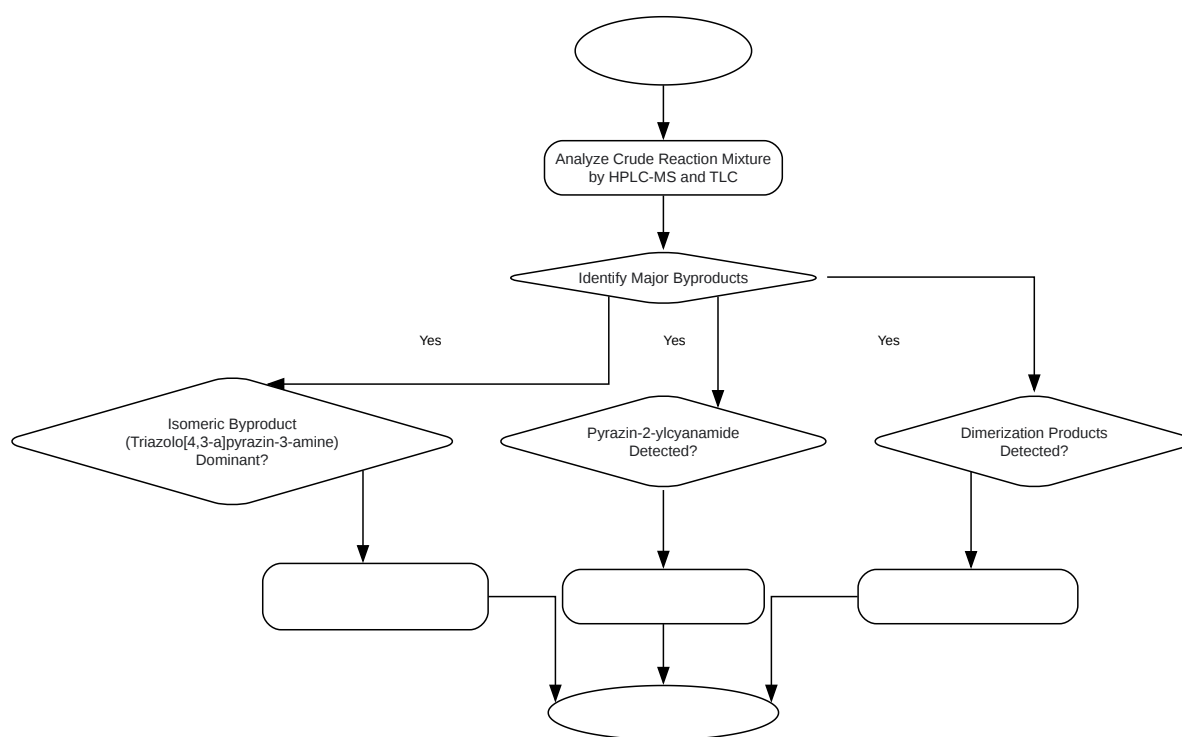 Analyze Crude Reaction Mixture
by HPLC-MS and TLC
Identify Major Byproducts
Yes
Yes
Yes
Isomeric Byproduct
(Triazolo[4,3-a]pyrazin-3-amine)
Dominant?
Pyrazin-2-ylcyanamide
Detected?
Dimerization Products
Detected?